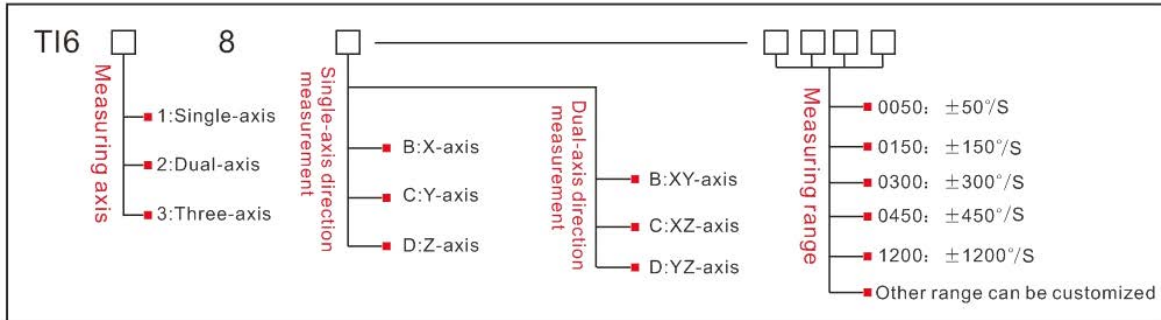 TI6 □ 8 □ □□□□
Measuring axis
1:Single-axis
2:Dual-axis
3:Three-axis
Single-axis direction
measurement
B:X-axis
C:Y-axis
D:Z-axis
Dual-axis direction
measurement
B:XY-axis
C:XZ-axis
D:YZ-axis
Measuring range
0050: ±50°/S
0150: ±150°/S
0300: ±300°/S
0450: ±450°/S
1200: ±1200°/S
Other range can be customized